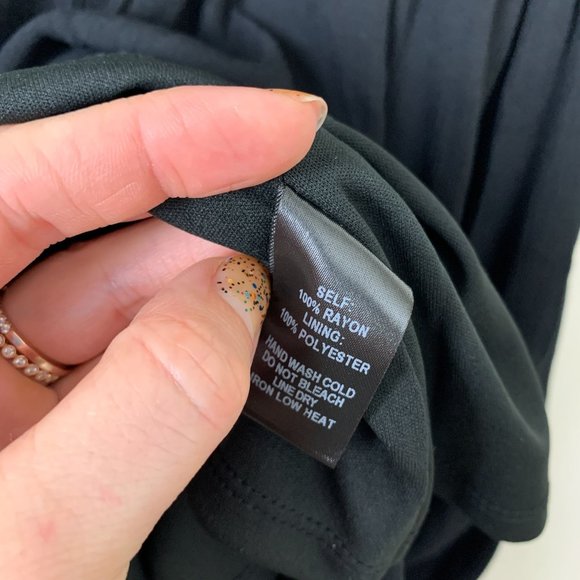 SELF:
100% RAYON
LINING:
100% POLYESTER
HAND WASH COLD
DO NOT BLEACH
LINE DRY
IRON LOW HEAT